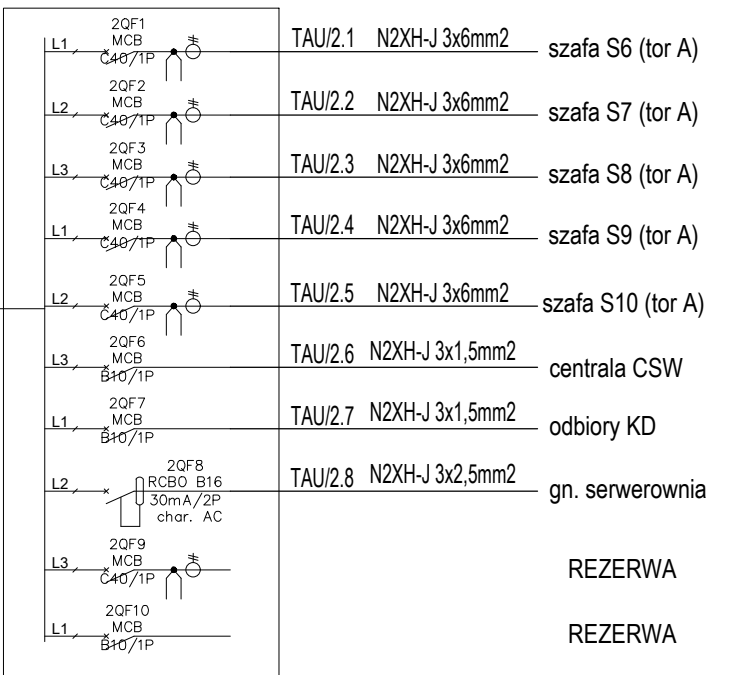 2QF1
L1 MCB TAU/2.1 N2XH-J 3x6mm2 szafa S6 (tor A)
C40/1P
2QF2
L2 MCB TAU/2.2 N2XH-J 3x6mm2 szafa S7 (tor A)
C40/1P
2QF3
L3 MCB TAU/2.3 N2XH-J 3x6mm2 szafa S8 (tor A)
C40/1P
2QF4
L1 MCB TAU/2.4 N2XH-J 3x6mm2 szafa S9 (tor A)
C40/1P
2QF5
L2 MCB TAU/2.5 N2XH-J 3x6mm2 szafa S10 (tor A)
C40/1P
2QF6
L3 MCB TAU/2.6 N2XH-J 3x1,5mm2 centrala CSW
B10/1P
2QF7
L1 MCB TAU/2.7 N2XH-J 3x1,5mm2 odbiory KD
B10/1P
2QF8
L2 RCBO B16 TAU/2.8 N2XH-J 3x2,5mm2 gn. serwerownia
30mA/2P
char. AC
2QF9
L3 MCB REZERWA
C40/1P
2QF10
L1 MCB REZERWA
B10/1P